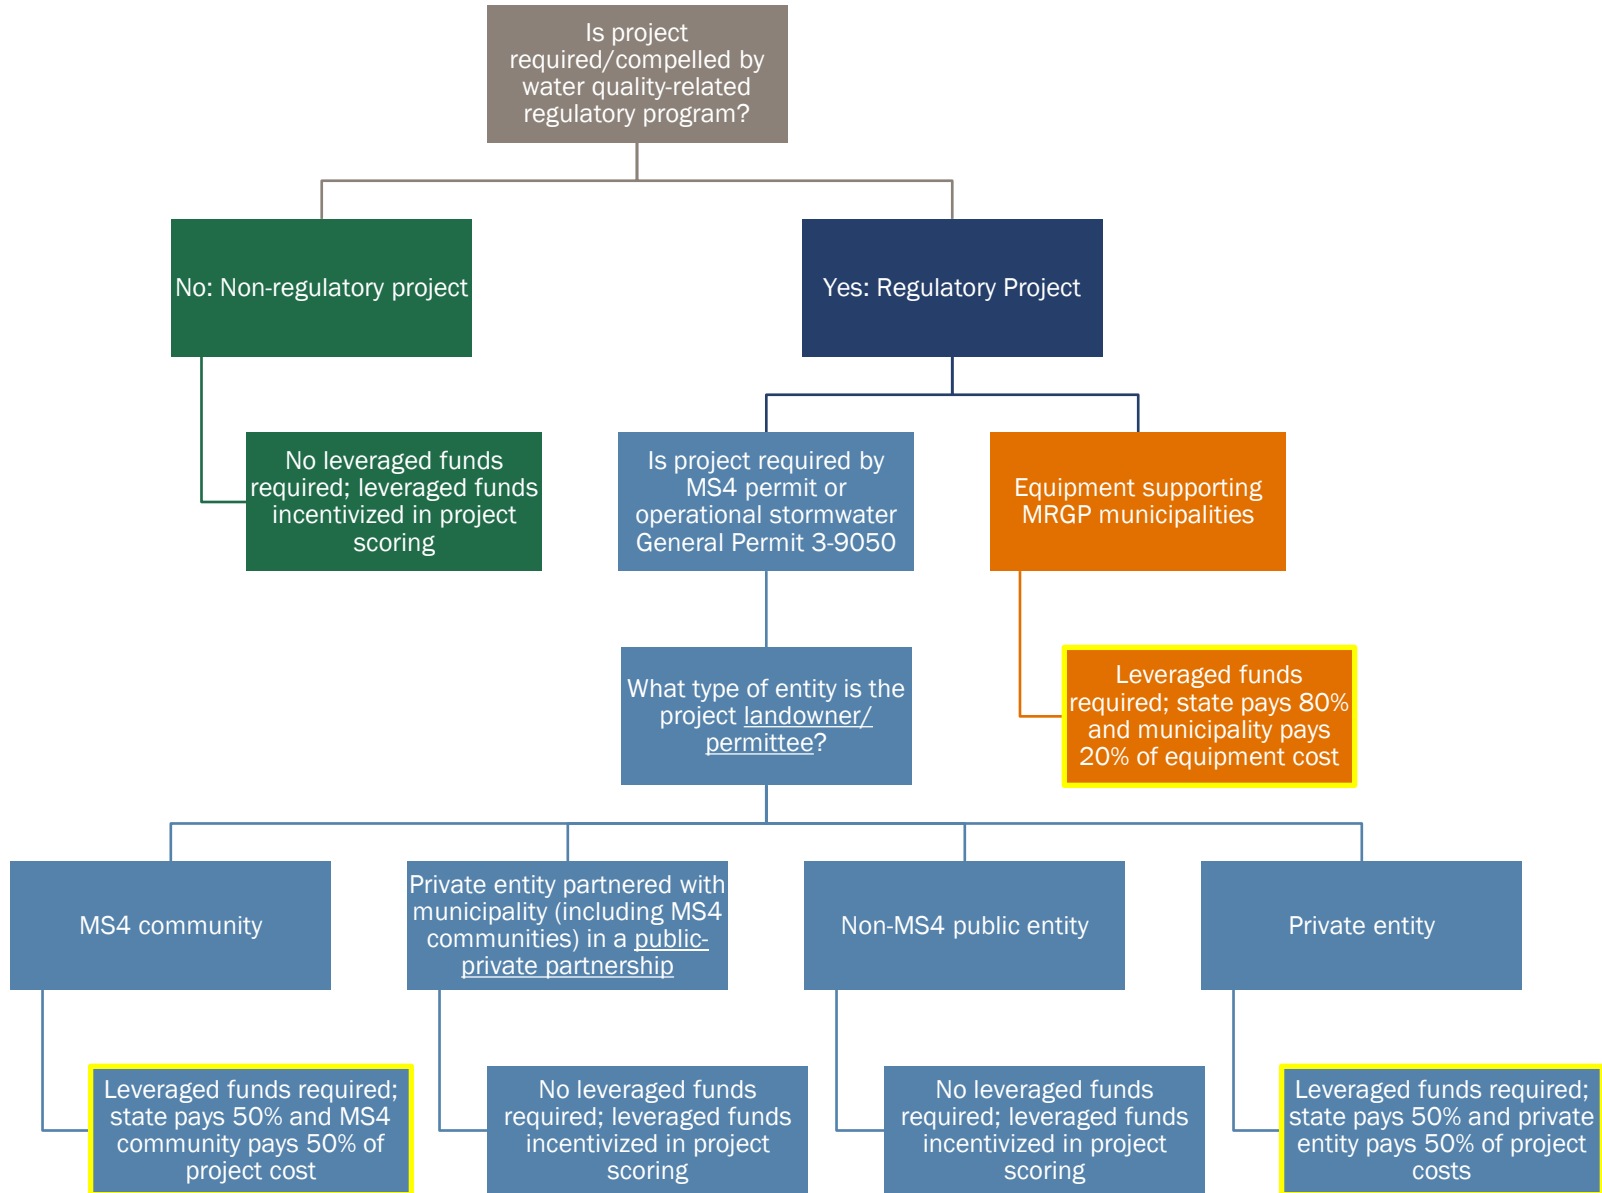 Is project
required/compelled by
water quality-related
regulatory program?
No: Non-regulatory project
Yes: Regulatory Project
No leveraged funds
required; leveraged funds
incentivized in project
scoring
Is project required by
MS4 permit or
operational stormwater
General Permit 3-9050
Equipment supporting
MRGP municipalities
What type of entity is the
project landowner/
permittee?
Leveraged funds
required; state pays 80%
and municipality pays
20% of equipment cost
MS4 community
Private entity partnered with
municipality (including MS4
communities) in a public-
private partnership
Non-MS4 public entity
Private entity
Leveraged funds required;
state pays 50% and MS4
community pays 50% of
project cost
No leveraged funds
required; leveraged funds
incentivized in project
scoring
No leveraged funds
required; leveraged funds
incentivized in project
scoring
Leveraged funds required;
state pays 50% and private
entity pays 50% of project
costs